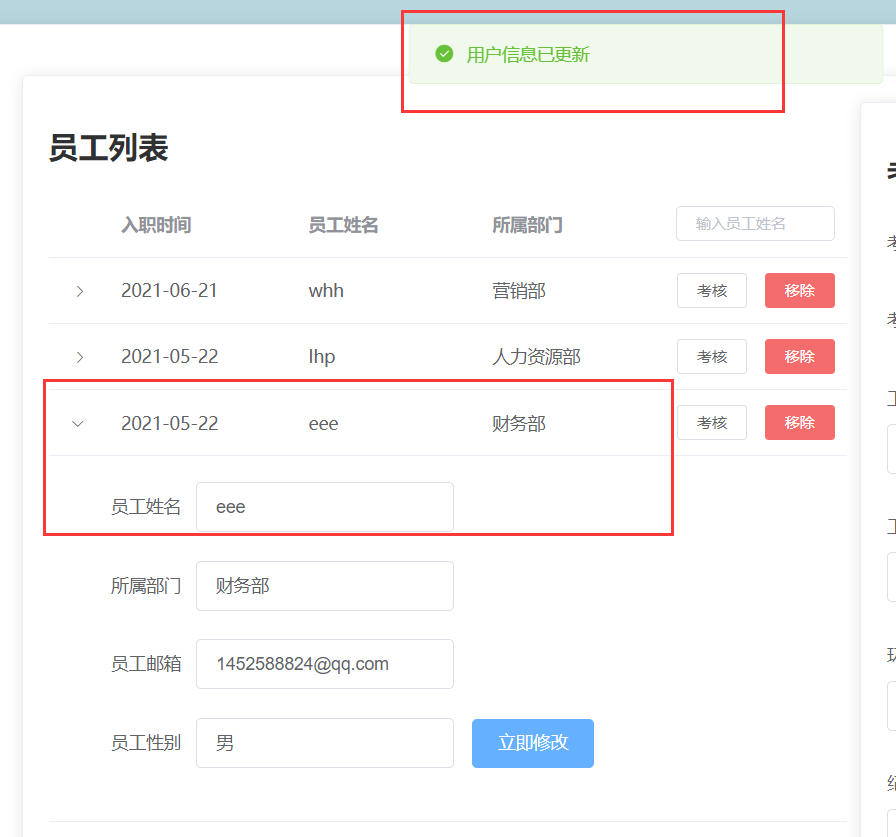 用户信息已更新
员工列表
入职时间 员工姓名 所属部门 输入员工姓名
2021-06-21 whh 营销部 考核 移除
2021-05-22 lhp 人力资源部 考核 移除
2021-05-22 eee 财务部 考核 移除
员工姓名 eee
所属部门 财务部
员工邮箱 1452588824@qq.com
员工性别 男 立即修改